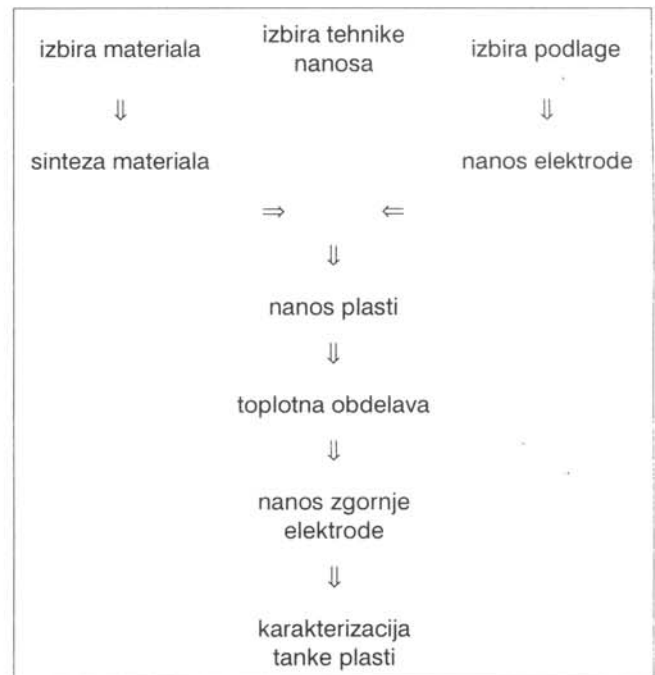 izbira materiala
izbira tehnike
nanosa
izbira podlage
⇓
⇓
sinteza materiala
nanos elektrode
⇒ ⇐
⇓
nanos plasti
⇓
toplotna obdelava
⇓
nanos zgornje
elektrode
⇓
karakterizacija
tanke plasti